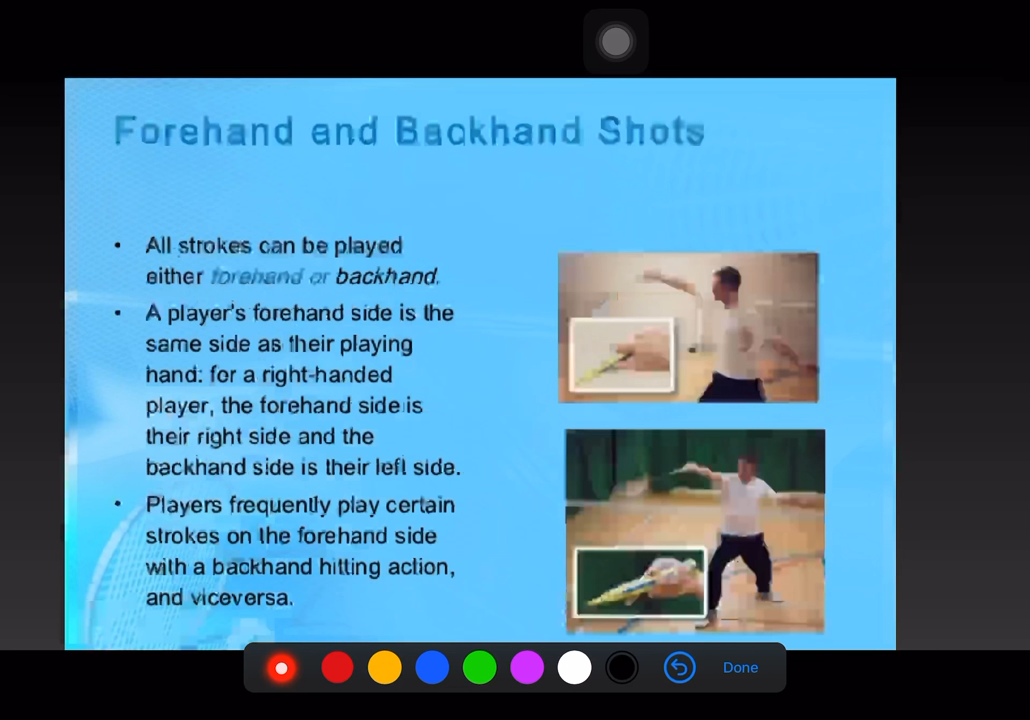 Forehand and Backhand Shots
• All strokes can be played
either forehand or backhand.
• A player's forehand side is the
same side as their playing
hand: for a right-handed
player, the forehand side is
their right side and the
backhand side is their left side.
• Players frequently play certain
strokes on the forehand side
with a backhand hitting action,
and viceversa.
Done